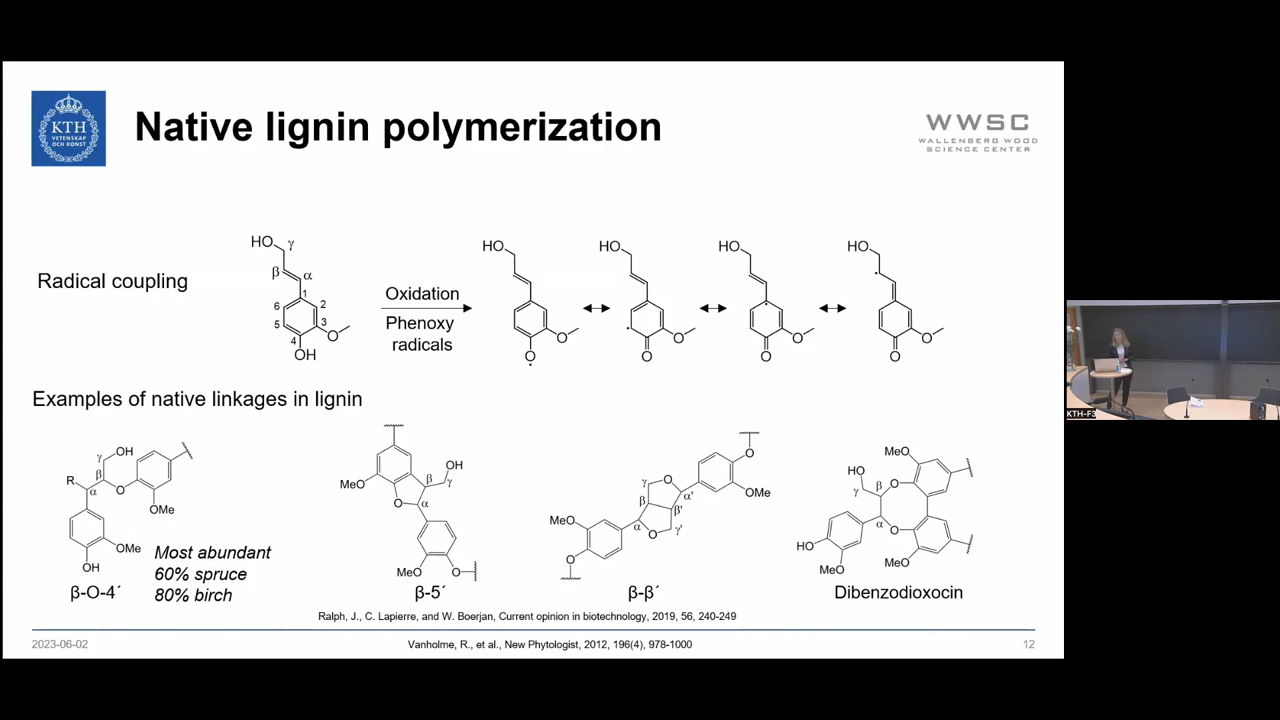 KTH
VETENSKAP
OCH KONST
Native lignin polymerization
WWSC
WALLENBERG WOOD
SCIENCE CENTER
Radical coupling
HO
γ
β
α
1
2
3
4
5
6
O
OH
Oxidation
Phenoxy
radicals
HO
O
O
HO
O
O
HO
O
O
HO
O
O
Examples of native linkages in lignin
R
γ
OH
β
α
O
OMe
OMe
OH
Most abundant
60% spruce
80% birch
β-O-4´
MeO
O
β
OH
γ
α
MeO
O
β-5´
MeO
O
γ
O
α'
β
β'
α
O
γ'
O
OMe
β-β´
MeO
HO
γ
β
O
α
O
HO
MeO
MeO
Dibenzodioxocin
Ralph, J., C. Lapierre, and W. Boerjan, Current opinion in biotechnology, 2019, 56, 240-249
2023-06-02
Vanholme, R., et al., New Phytologist, 2012, 196(4), 978-1000
12
KTH-F3